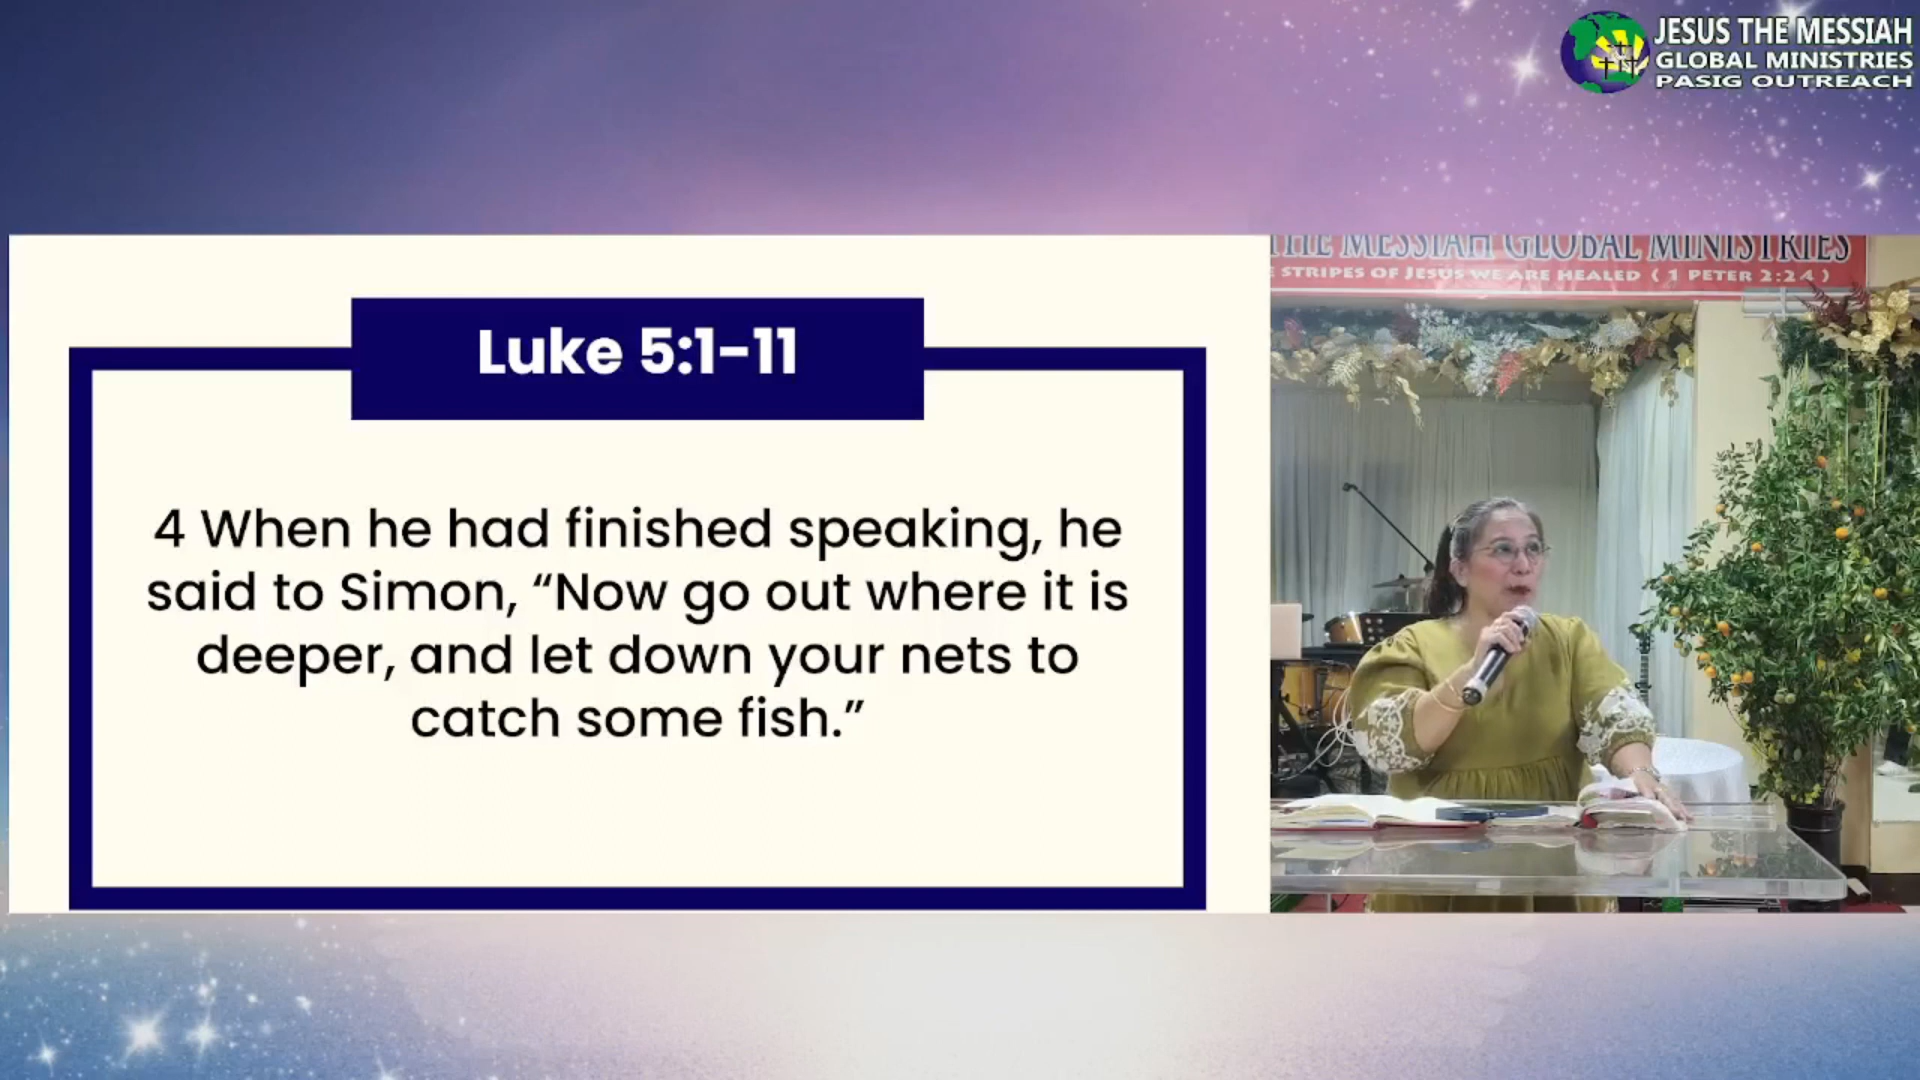 JESUS THE MESSIAH
GLOBAL MINISTRIES
PASIG OUTREACH
THE MESSIAH GLOBAL MINISTRIES
STRIPES OF JESUS WE ARE HEALED ( 1 PETER 2:24 )
Luke 5:1-11
4 When he had finished speaking, he
said to Simon, “Now go out where it is
deeper, and let down your nets to
catch some fish.”